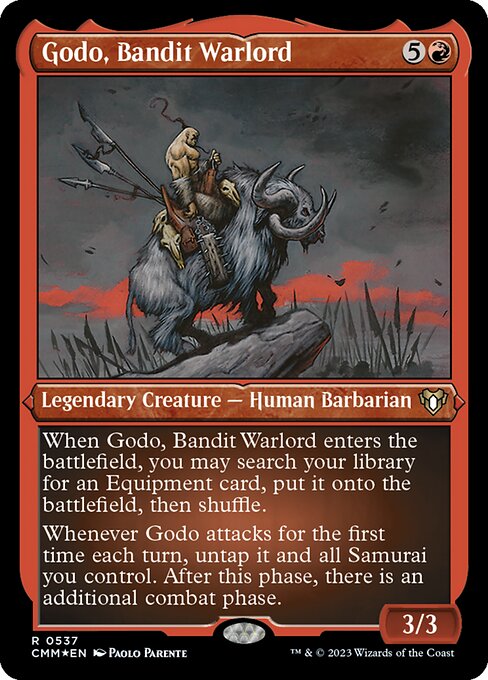 Godo, Bandit Warlord 5
Legendary Creature — Human Barbarian
When Godo, Bandit Warlord enters the
battlefield, you may search your library
for an Equipment card, put it onto the
battlefield, then shuffle.
Whenever Godo attacks for the first
time each turn, untap it and all Samurai
you control. After this phase, there is an
additional combat phase.
3/3
R 0537
CMM★EN Paolo Parente
™ & © 2023 Wizards of the Coast